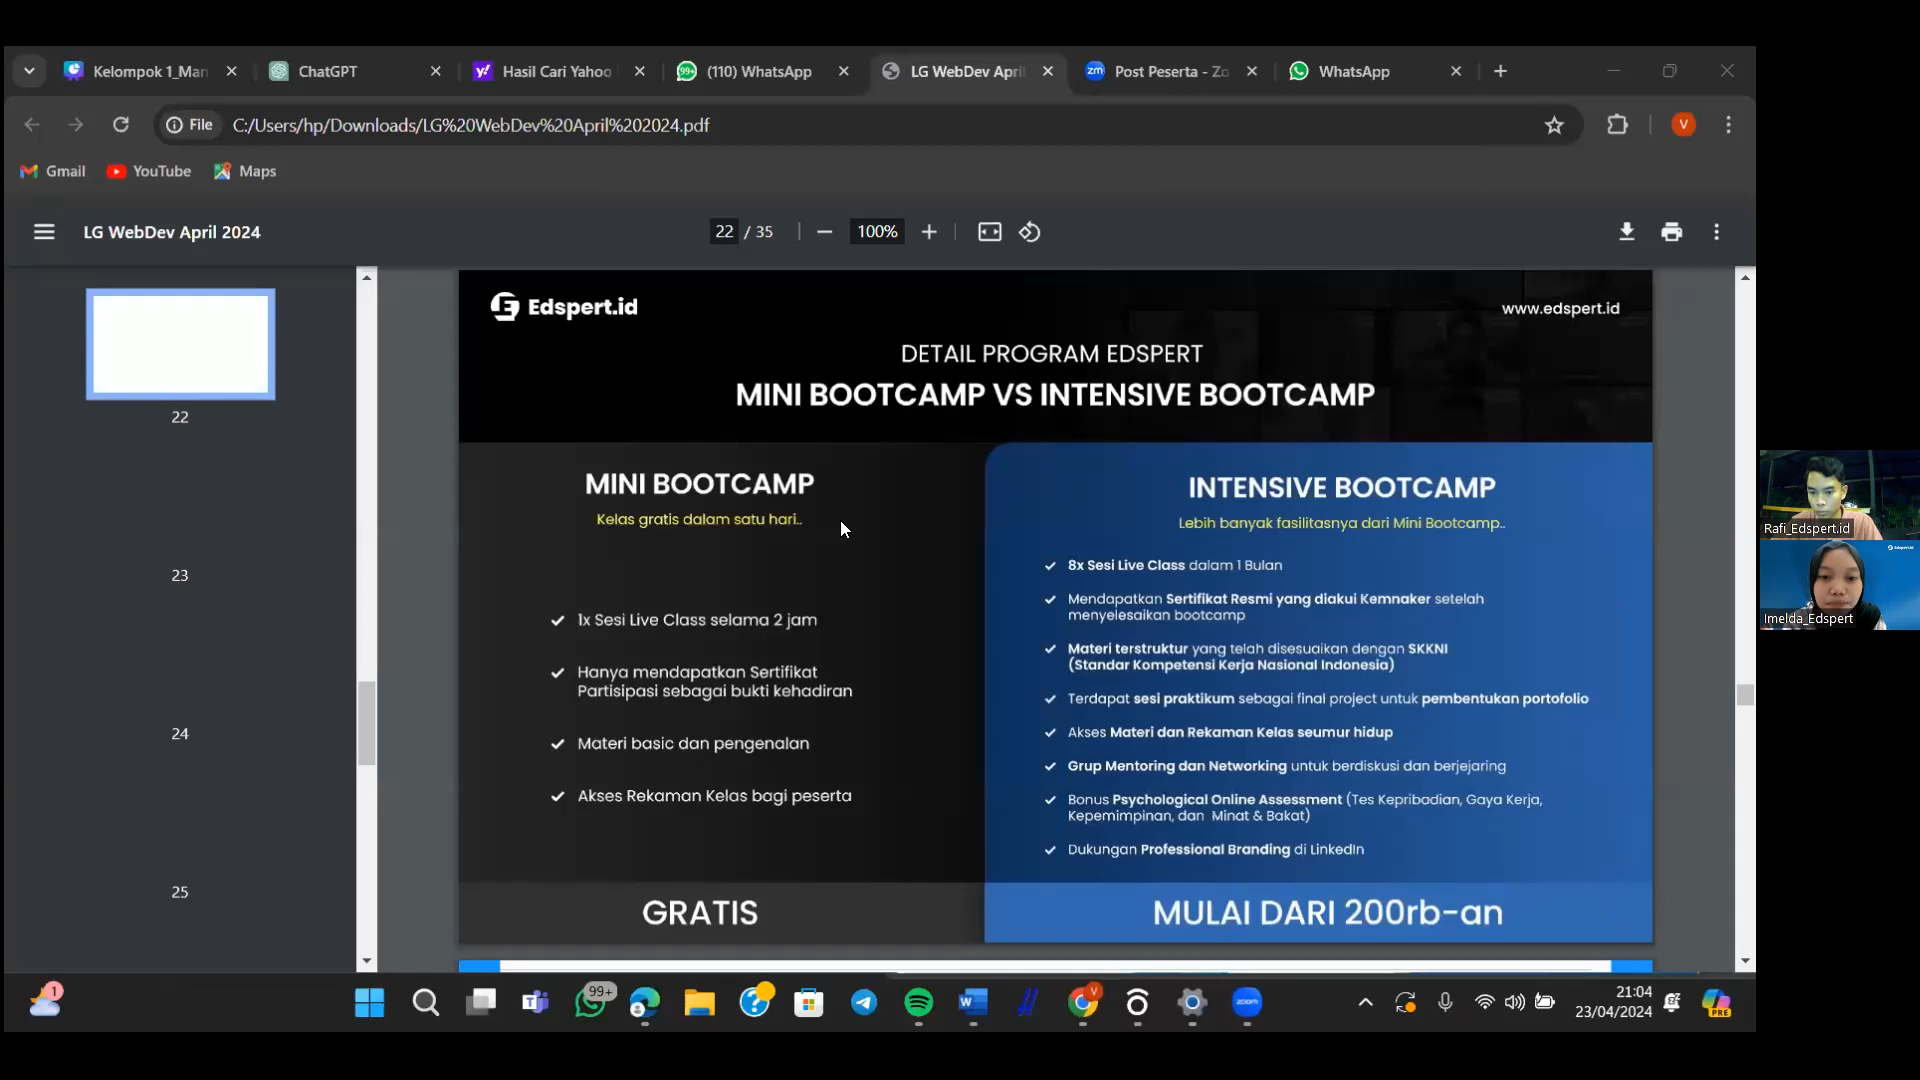 Kelompok 1_Man
ChatGPT
Hasil Cari Yahoo
99+
(110) WhatsApp
LG WebDev April
zm
Post Peserta - Zo
WhatsApp
File
C:/Users/hp/Downloads/LG%20WebDev%20April%202024.pdf
V
Gmail
YouTube
Maps
LG WebDev April 2024
22 / 35
100%
22
23
24
25
Edspert.id
www.edspert.id
DETAIL PROGRAM EDSPERT
MINI BOOTCAMP VS INTENSIVE BOOTCAMP
MINI BOOTCAMP
Kelas gratis dalam satu hari..
1x Sesi Live Class selama 2 jam
Hanya mendapatkan Sertifikat
Partisipasi sebagai bukti kehadiran
Materi basic dan pengenalan
Akses Rekaman Kelas bagi peserta
GRATIS
INTENSIVE BOOTCAMP
Lebih banyak fasilitasnya dari Mini Bootcamp..
8x Sesi Live Class dalam 1 Bulan
Mendapatkan Sertifikat Resmi yang diakui Kemnaker setelah
menyelesaikan bootcamp
Materi terstruktur yang telah disesuaikan dengan SKKNI
(Standar Kompetensi Kerja Nasional Indonesia)
Terdapat sesi praktikum sebagai final project untuk pembentukan portofolio
Akses Materi dan Rekaman Kelas seumur hidup
Grup Mentoring dan Networking untuk berdiskusi dan berjejaring
Bonus Psychological Online Assessment (Tes Kepribadian, Gaya Kerja,
Kepemimpinan, dan Minat & Bakat)
Dukungan Professional Branding di LinkedIn
MULAI DARI 200rb-an
Rafi_Edspert.id
Edspert.id
Imelda_Edspert
1
99+
V
zoom
21:04
23/04/2024
PRE